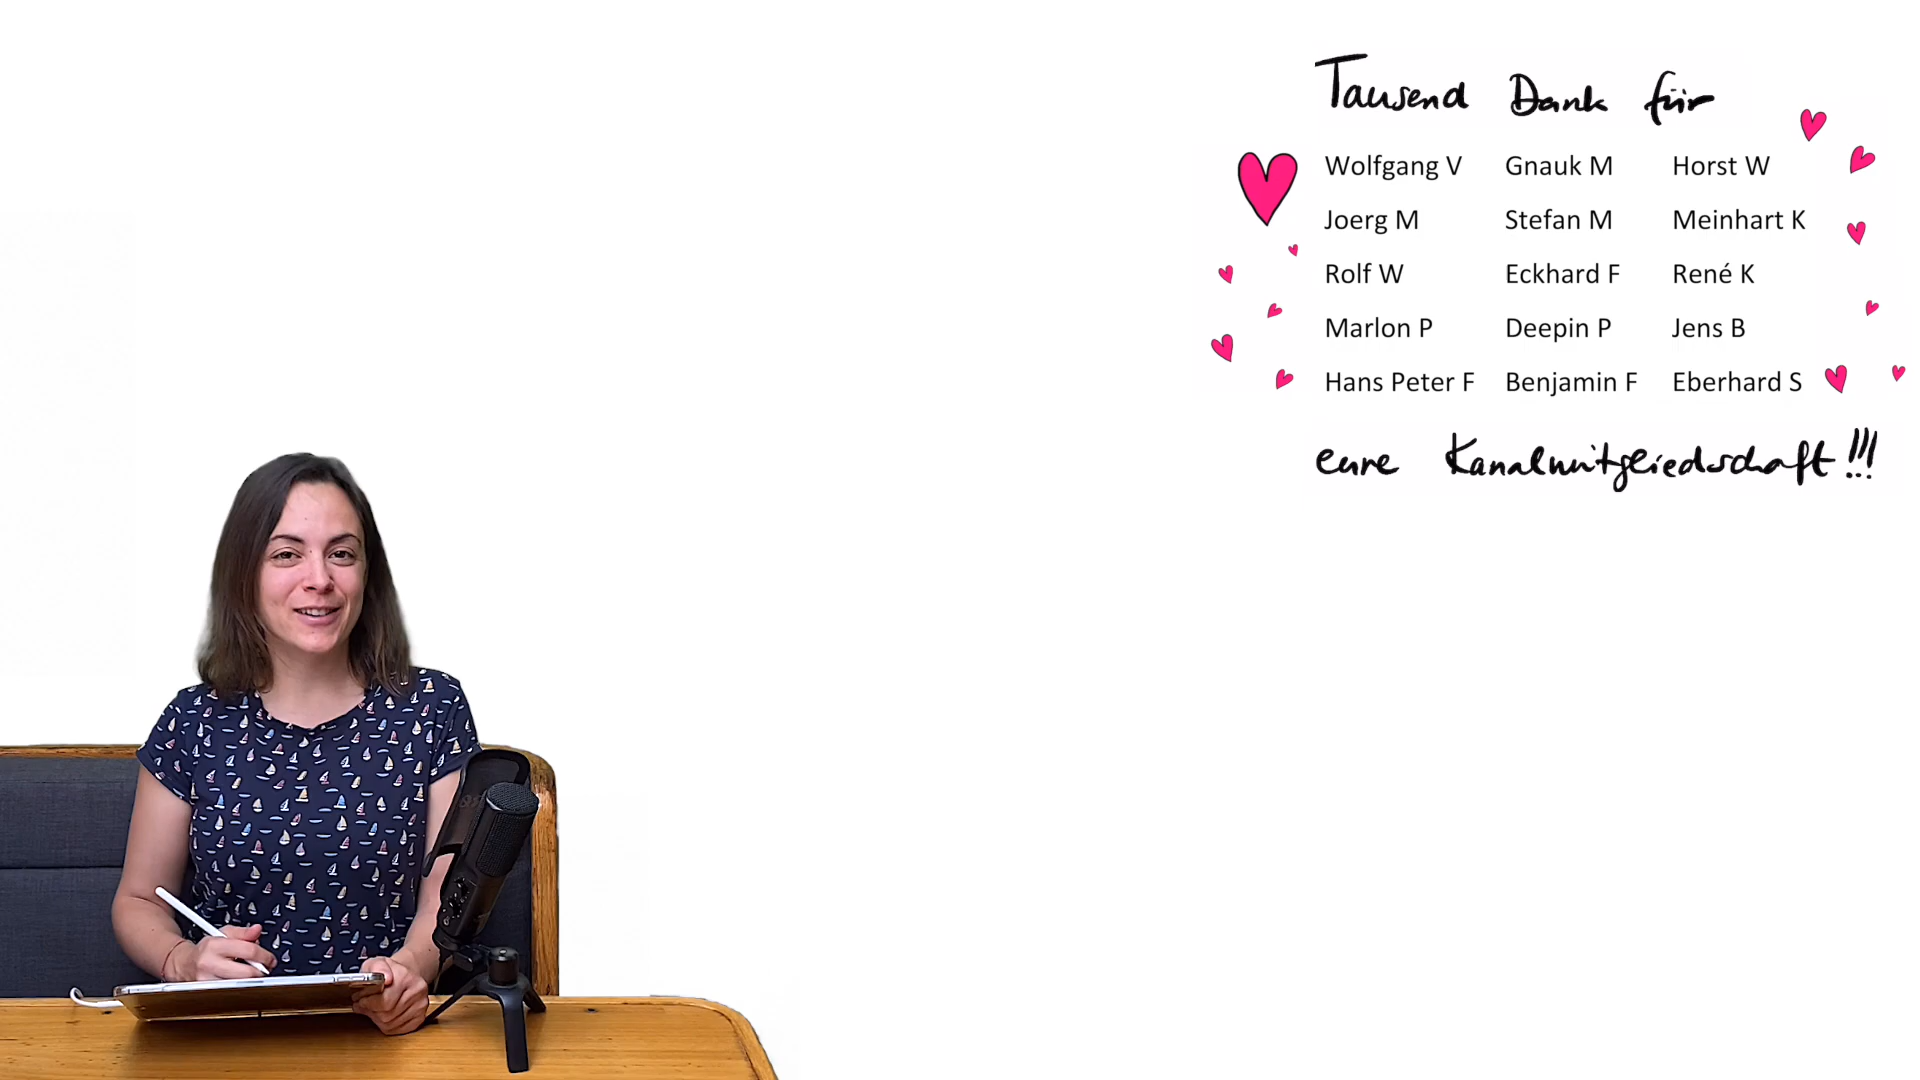 Tausend Dank für
Wolfgang V Gnauk M Horst W
Joerg M Stefan M Meinhart K
Rolf W Eckhard F René K
Marlon P Deepin P Jens B
Hans Peter F Benjamin F Eberhard S
eure Kanalmitgliedschaft!!!